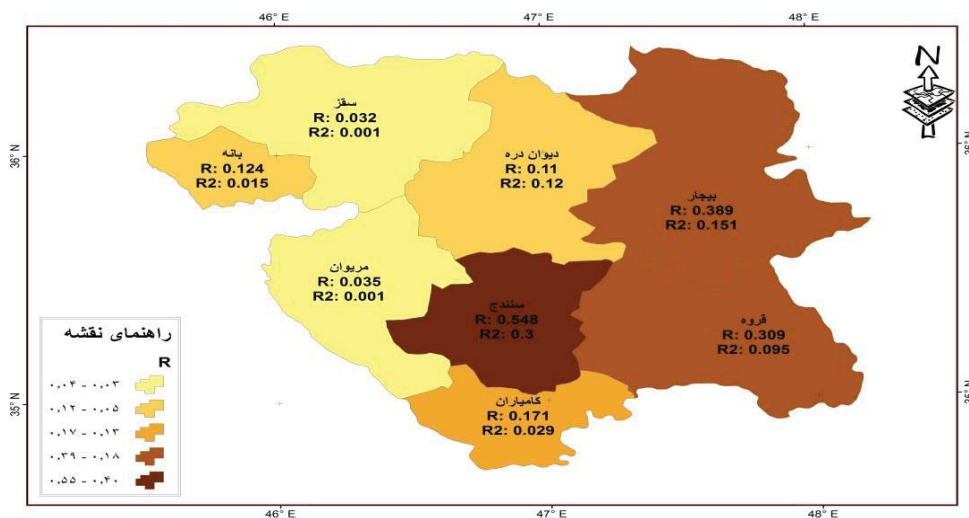 46° E 47° E 48° E
N
سقز
R: 0.032
R2: 0.001
36° N
36° N
بانه
R: 0.124
R2: 0.015
دیوان دره
R: 0.11
R2: 0.12
بیجار
R: 0.389
R2: 0.151
مریوان
R: 0.035
R2: 0.001
سنندج
R: 0.548
R2: 0.3
قروه
R: 0.309
R2: 0.095
کامیاران
R: 0.171
R2: 0.029
35° N
35° N
راهنمای نقشه
R
۰.۰۴ - ۰.۰۳
۰.۱۲ - ۰.۰۵
۰.۱۷ - ۰.۱۳
۰.۳۹ - ۰.۱۸
۰.۵۵ - ۰.۴۰
46° E 47° E 48° E